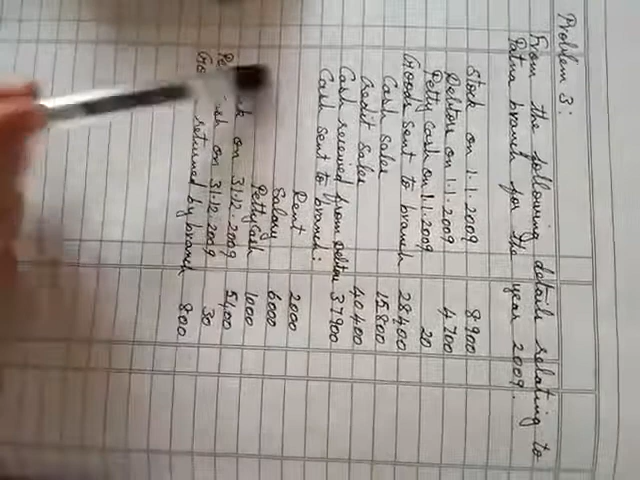 Problem 3:
From the following details relating to
Patna branch for the year 2009.
Stock on 1.1.2009 8900
Debtors on 1.1.2009 4700
Petty cash on 1.1.2009 20
Goods sent to branch 28400
Cash sales 15800
Credit sales 40400
Cash received from Debtors 37900
Cash sent to branch:
Rent 2000
Salary 6000
Petty Cash 1000
on 31.12.2009 5400
on 31.12.2009 30
returned by branch 800